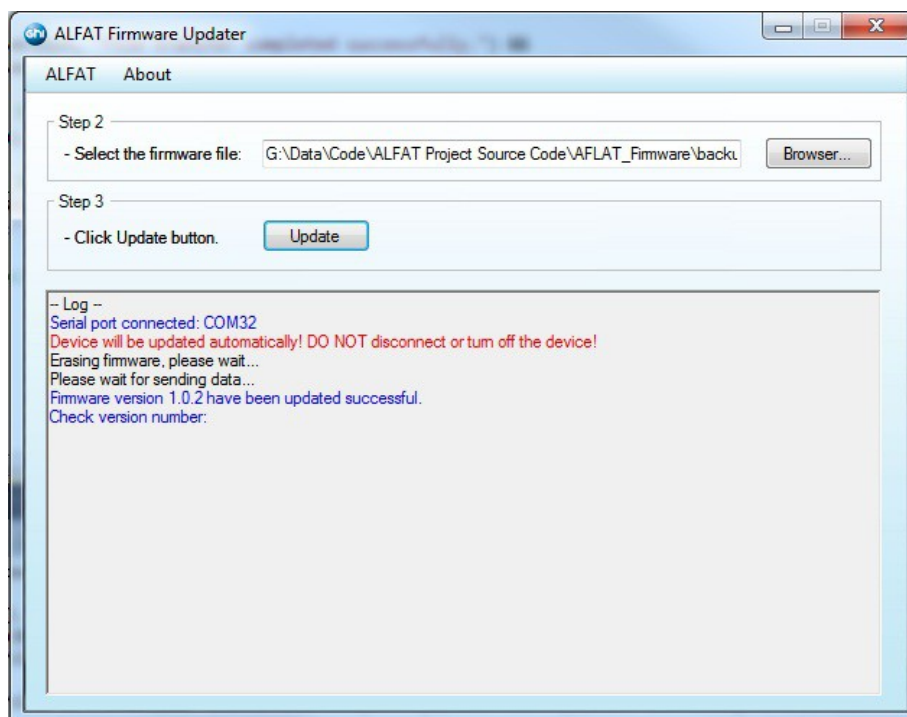 GHI
ALFAT Firmware Updater
ALFAT About
Step 2
- Select the firmware file: G:\Data\Code\ALFAT Project Source Code\AFLAT_Firmware\backu Browser...
Step 3
- Click Update button. Update
-- Log --
Serial port connected: COM32
Device will be updated automatically! DO NOT disconnect or turn off the device!
Erasing firmware, please wait...
Please wait for sending data...
Firmware version 1.0.2 have been updated successful.
Check version number: